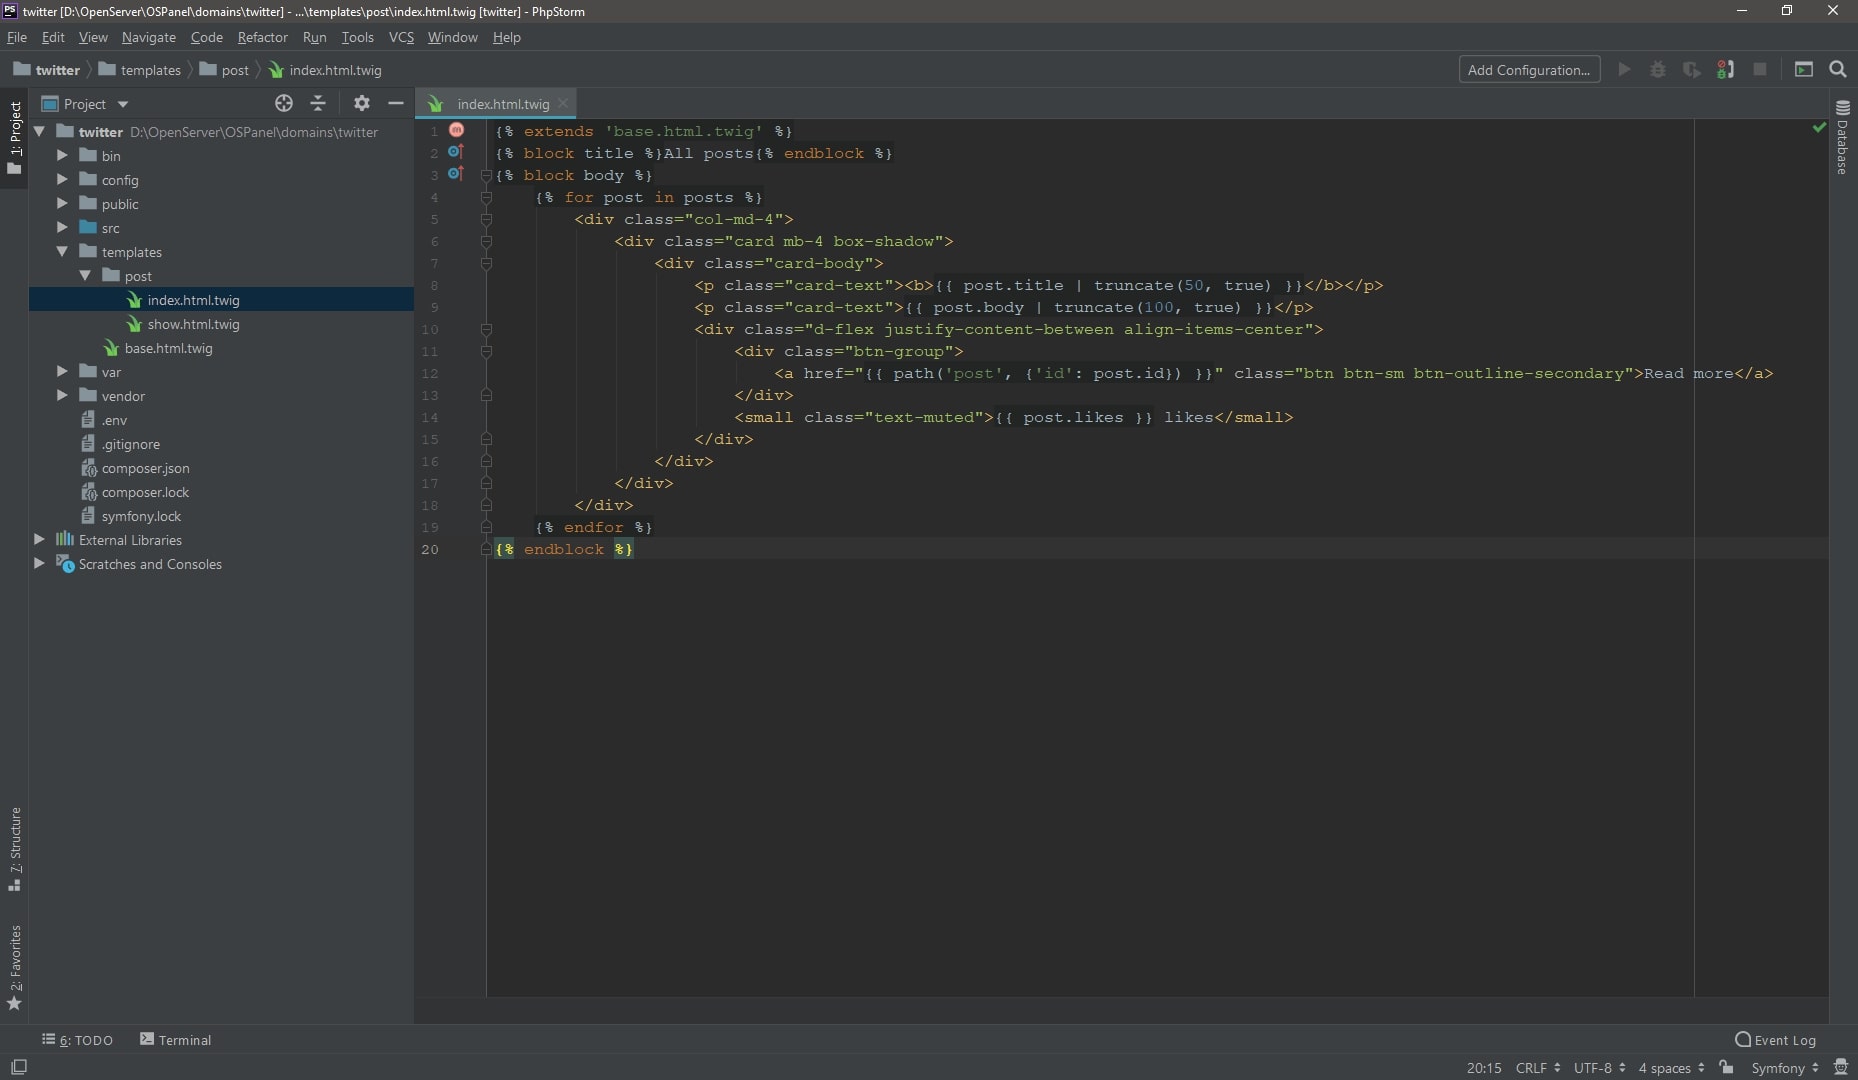 twitter [D:\OpenServer\OSPanel\domains\twitter] - ...\templates\post\index.html.twig [twitter] - PhpStorm
File Edit View Navigate Code Refactor Run Tools VCS Window Help
twitter templates post index.html.twig
Add Configuration...
Project
index.html.twig
1: Project
7: Structure
2: Favorites
twitter D:\OpenServer\OSPanel\domains\twitter
bin
config
public
src
templates
post
index.html.twig
show.html.twig
base.html.twig
var
vendor
.env
.gitignore
composer.json
composer.lock
symfony.lock
External Libraries
Scratches and Consoles
1 {% extends 'base.html.twig' %}
2 {% block title %}All posts{% endblock %}
3 {% block body %}
4     {% for post in posts %}
5         <div class="col-md-4">
6             <div class="card mb-4 box-shadow">
7                 <div class="card-body">
8                     <p class="card-text"><b>{{ post.title | truncate(50, true) }}</b></p>
9                     <p class="card-text">{{ post.body | truncate(100, true) }}</p>
10                     <div class="d-flex justify-content-between align-items-center">
11                         <div class="btn-group">
12                             <a href="{{ path('post', {'id': post.id}) }}" class="btn btn-sm btn-outline-secondary">Read more</a>
13                         </div>
14                         <small class="text-muted">{{ post.likes }} likes</small>
15                     </div>
16                 </div>
17             </div>
18         </div>
19     {% endfor %}
20 {% endblock %}
Database
6: TODO Terminal
Event Log
20:15 CRLF UTF-8 4 spaces Symfony